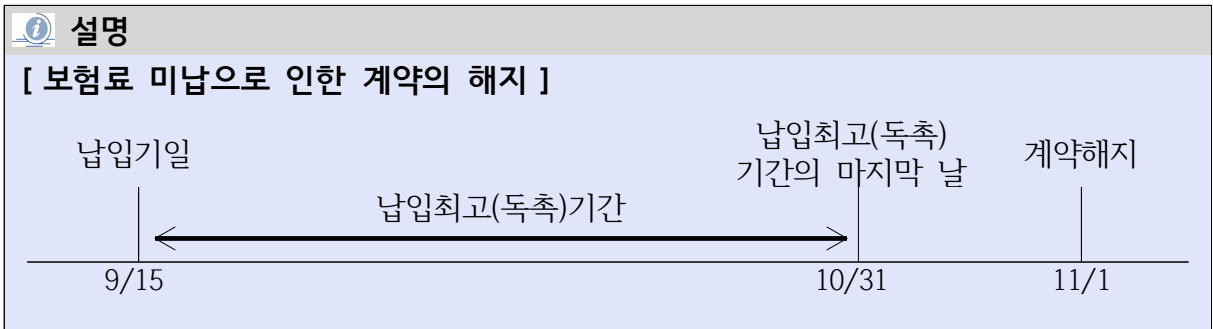 설명
[ 보험료 미납으로 인한 계약의 해지 ]
납입기일
납입최고(독촉)
기간의 마지막 날
계약해지
납입최고(독촉)기간
9/15
10/31
11/1